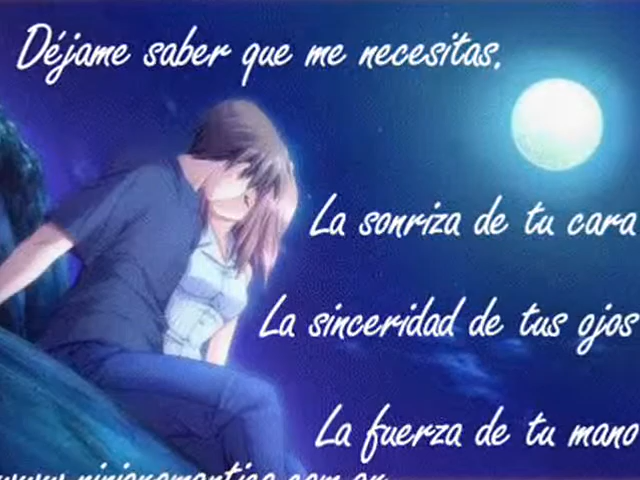 Déjame saber que me necesitas.
La sonriza de tu cara
La sinceridad de tus ojos
La fuerza de tu mano